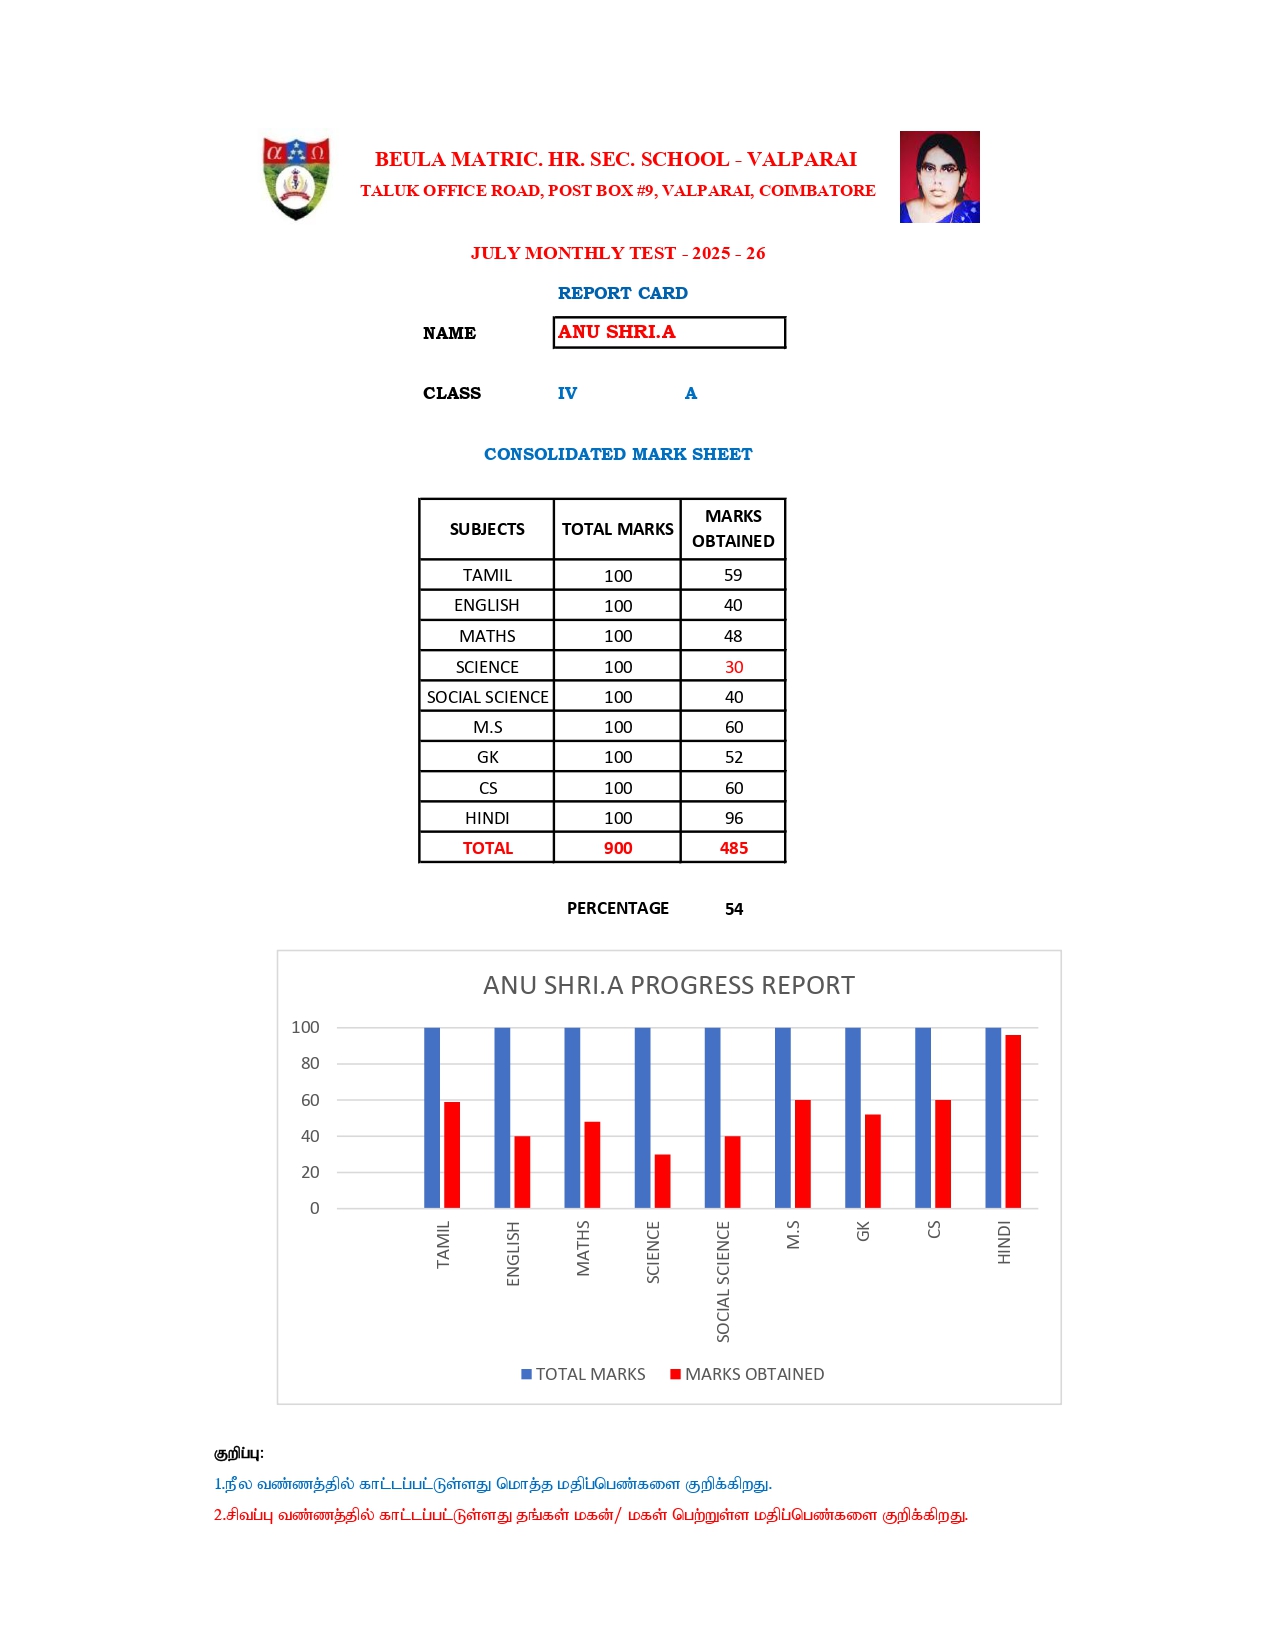 α Ω
BEULA MATRIC. HR. SEC. SCHOOL - VALPARAI
TALUK OFFICE ROAD, POST BOX #9, VALPARAI, COIMBATORE
JULY MONTHLY TEST - 2025 - 26
REPORT CARD
NAME ANU SHRI.A
CLASS IV A
CONSOLIDATED MARK SHEET
SUBJECTS TOTAL MARKS MARKS OBTAINED
TAMIL 100 59
ENGLISH 100 40
MATHS 100 48
SCIENCE 100 30
SOCIAL SCIENCE 100 40
M.S 100 60
GK 100 52
CS 100 60
HINDI 100 96
TOTAL 900 485
PERCENTAGE 54
ANU SHRI.A PROGRESS REPORT
100
80
60
40
20
0
TAMIL ENGLISH MATHS SCIENCE SOCIAL SCIENCE M.S GK CS HINDI
TOTAL MARKS MARKS OBTAINED
குறிப்பு:
1.நீல வண்ணத்தில் காட்டப்பட்டுள்ளது மொத்த மதிப்பெண்களை குறிக்கிறது.
2.சிவப்பு வண்ணத்தில் காட்டப்பட்டுள்ளது தங்கள் மகன்/ மகள் பெற்றுள்ள மதிப்பெண்களை குறிக்கிறது.